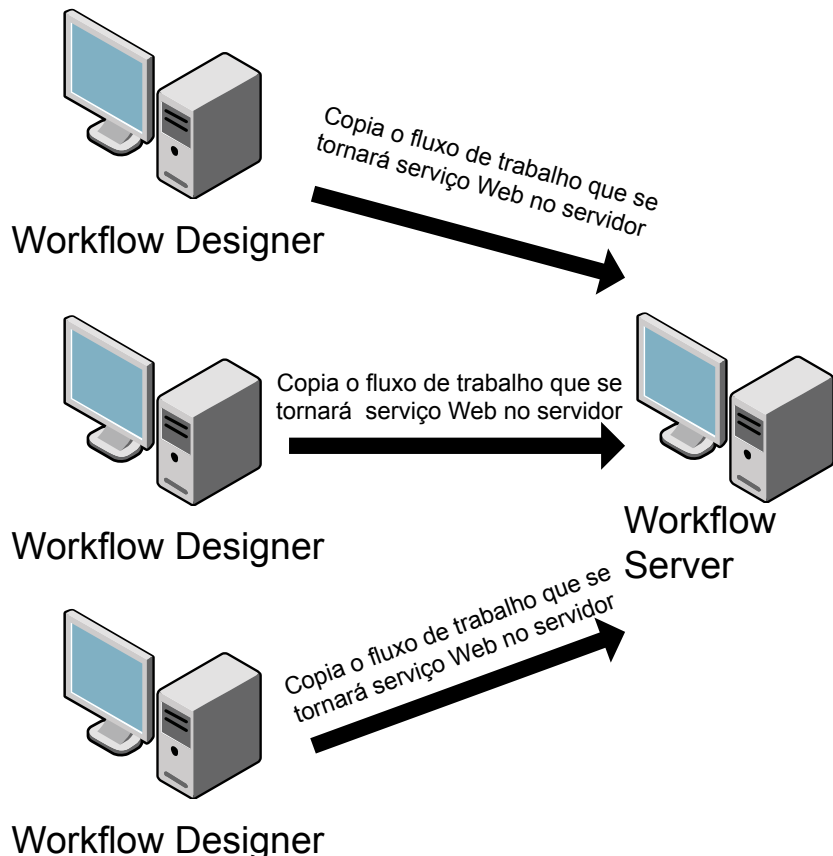 Copia o fluxo de trabalho que se
tornará serviço Web no servidor
Workflow Designer
Copia o fluxo de trabalho que se
tornará serviço Web no servidor
Workflow Designer
Workflow
Server
Copia o fluxo de trabalho que se
tornará serviço Web no servidor
Workflow Designer